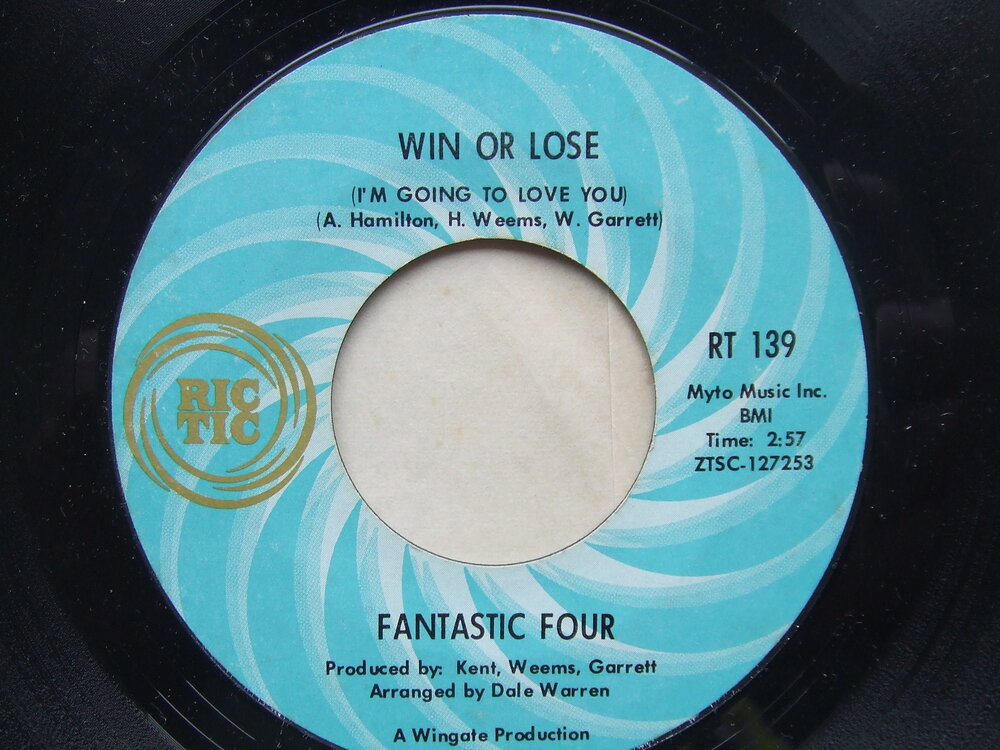 WIN OR LOSE
(I'M GOING TO LOVE YOU)
(A. Hamilton, H. Weems, W. Garrett)
RIC
TIC
RT 139
Myto Music Inc.
BMI
Time: 2:57
ZTSC-127253
FANTASTIC FOUR
Produced by: Kent, Weems, Garrett
Arranged by Dale Warren
A Wingate Production